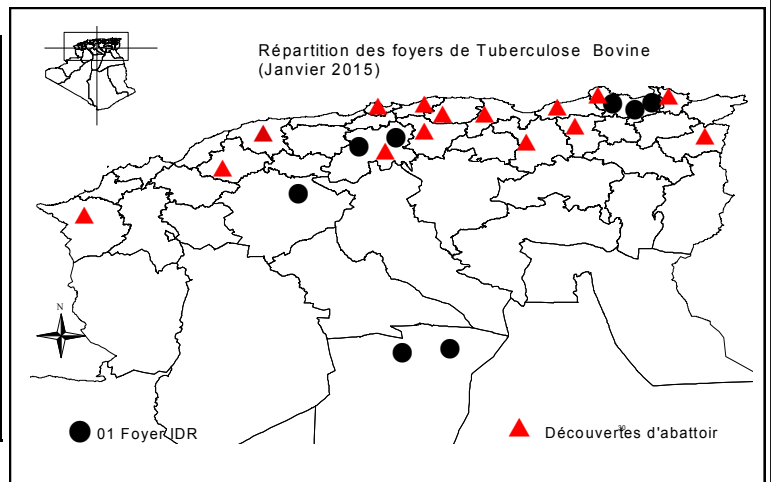 Répartition des foyers de Tuberculose Bovine
(Janvier 2015)
N
01 Foyer IDR
Découvertes d'abattoir